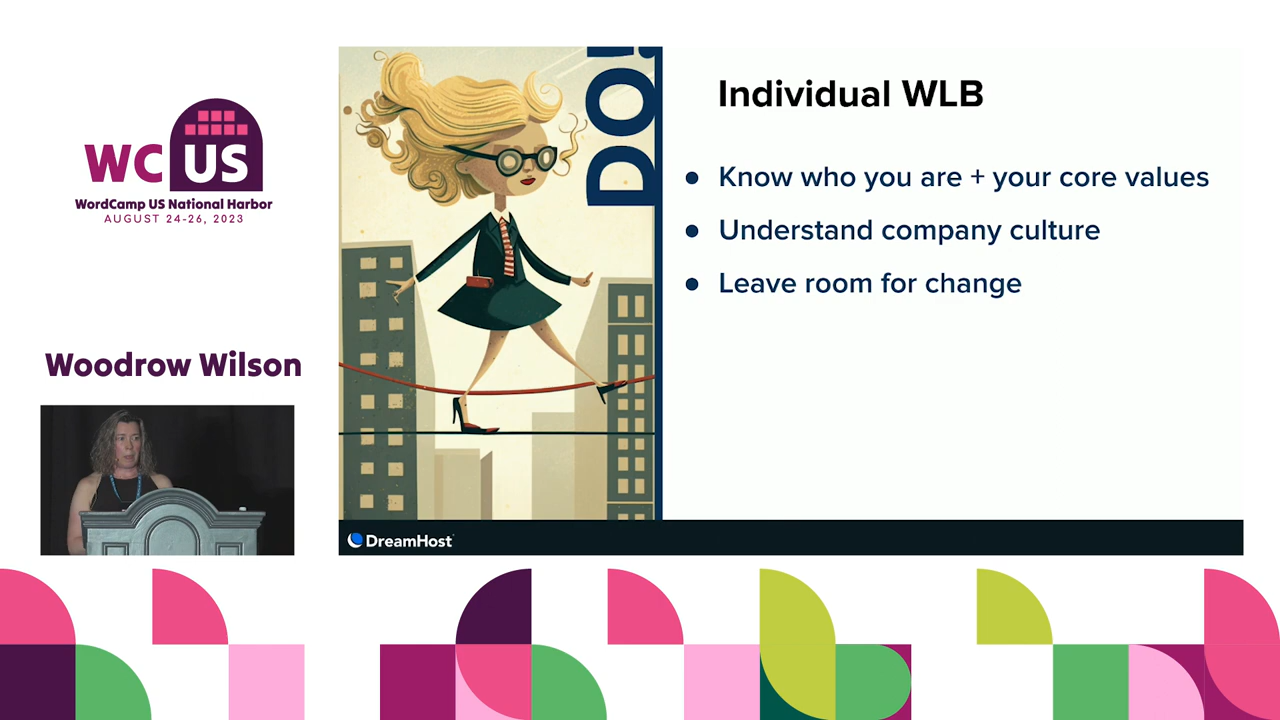 WC US
WordCamp US National Harbor
AUGUST 24-26, 2023
Woodrow Wilson
DO!
Individual WLB
● Know who you are + your core values
● Understand company culture
● Leave room for change
DreamHost